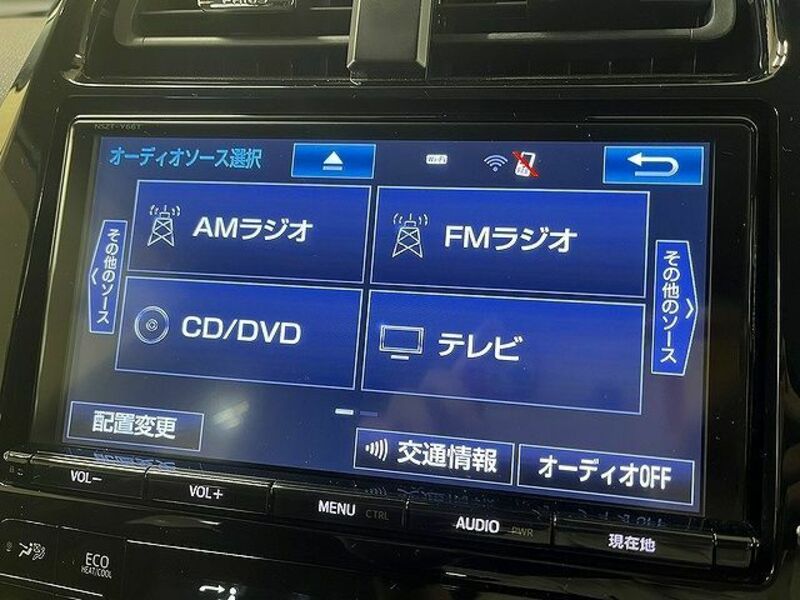 NSZT-Y66T
オーディオソース選択
Wi-Fi
AMラジオ
FMラジオ
その他のソース
その他のソース
CD/DVD
テレビ
配置変更
交通情報
オーディオOFF
VOL−
VOL+
MENU CTRL
AUDIO PWR
現在地
ECO
HEAT/COOL